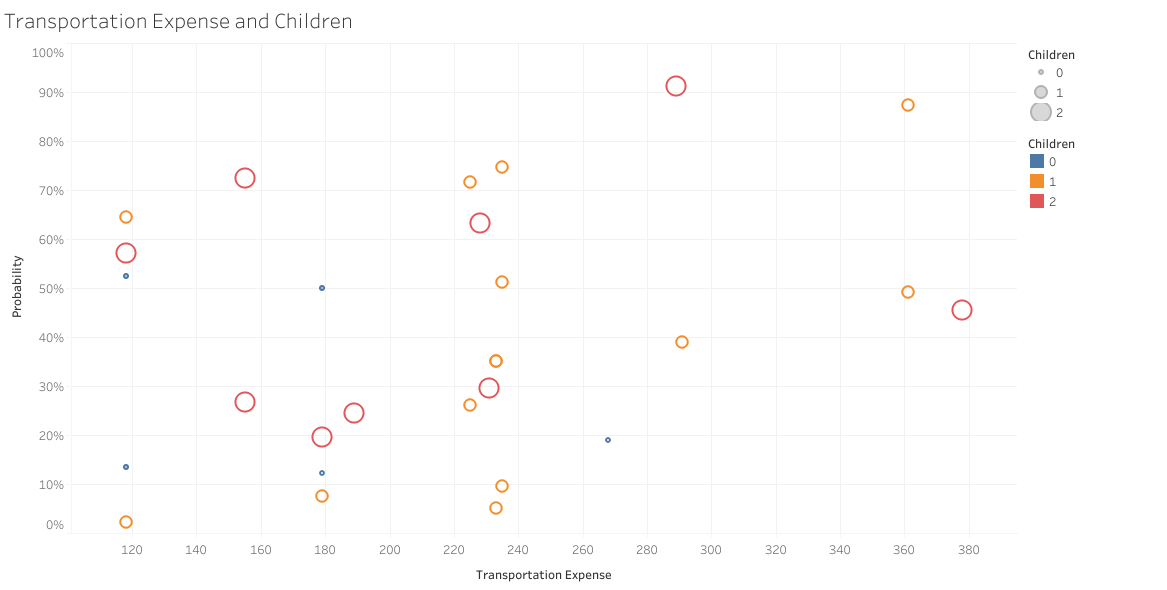 Transportation Expense and Children
100%
90%
80%
70%
60%
50%
40%
30%
20%
10%
0%
Probability
120 140 160 180 200 220 240 260 280 300 320 340 360 380
Transportation Expense
Children
0
1
2
Children
0
1
2